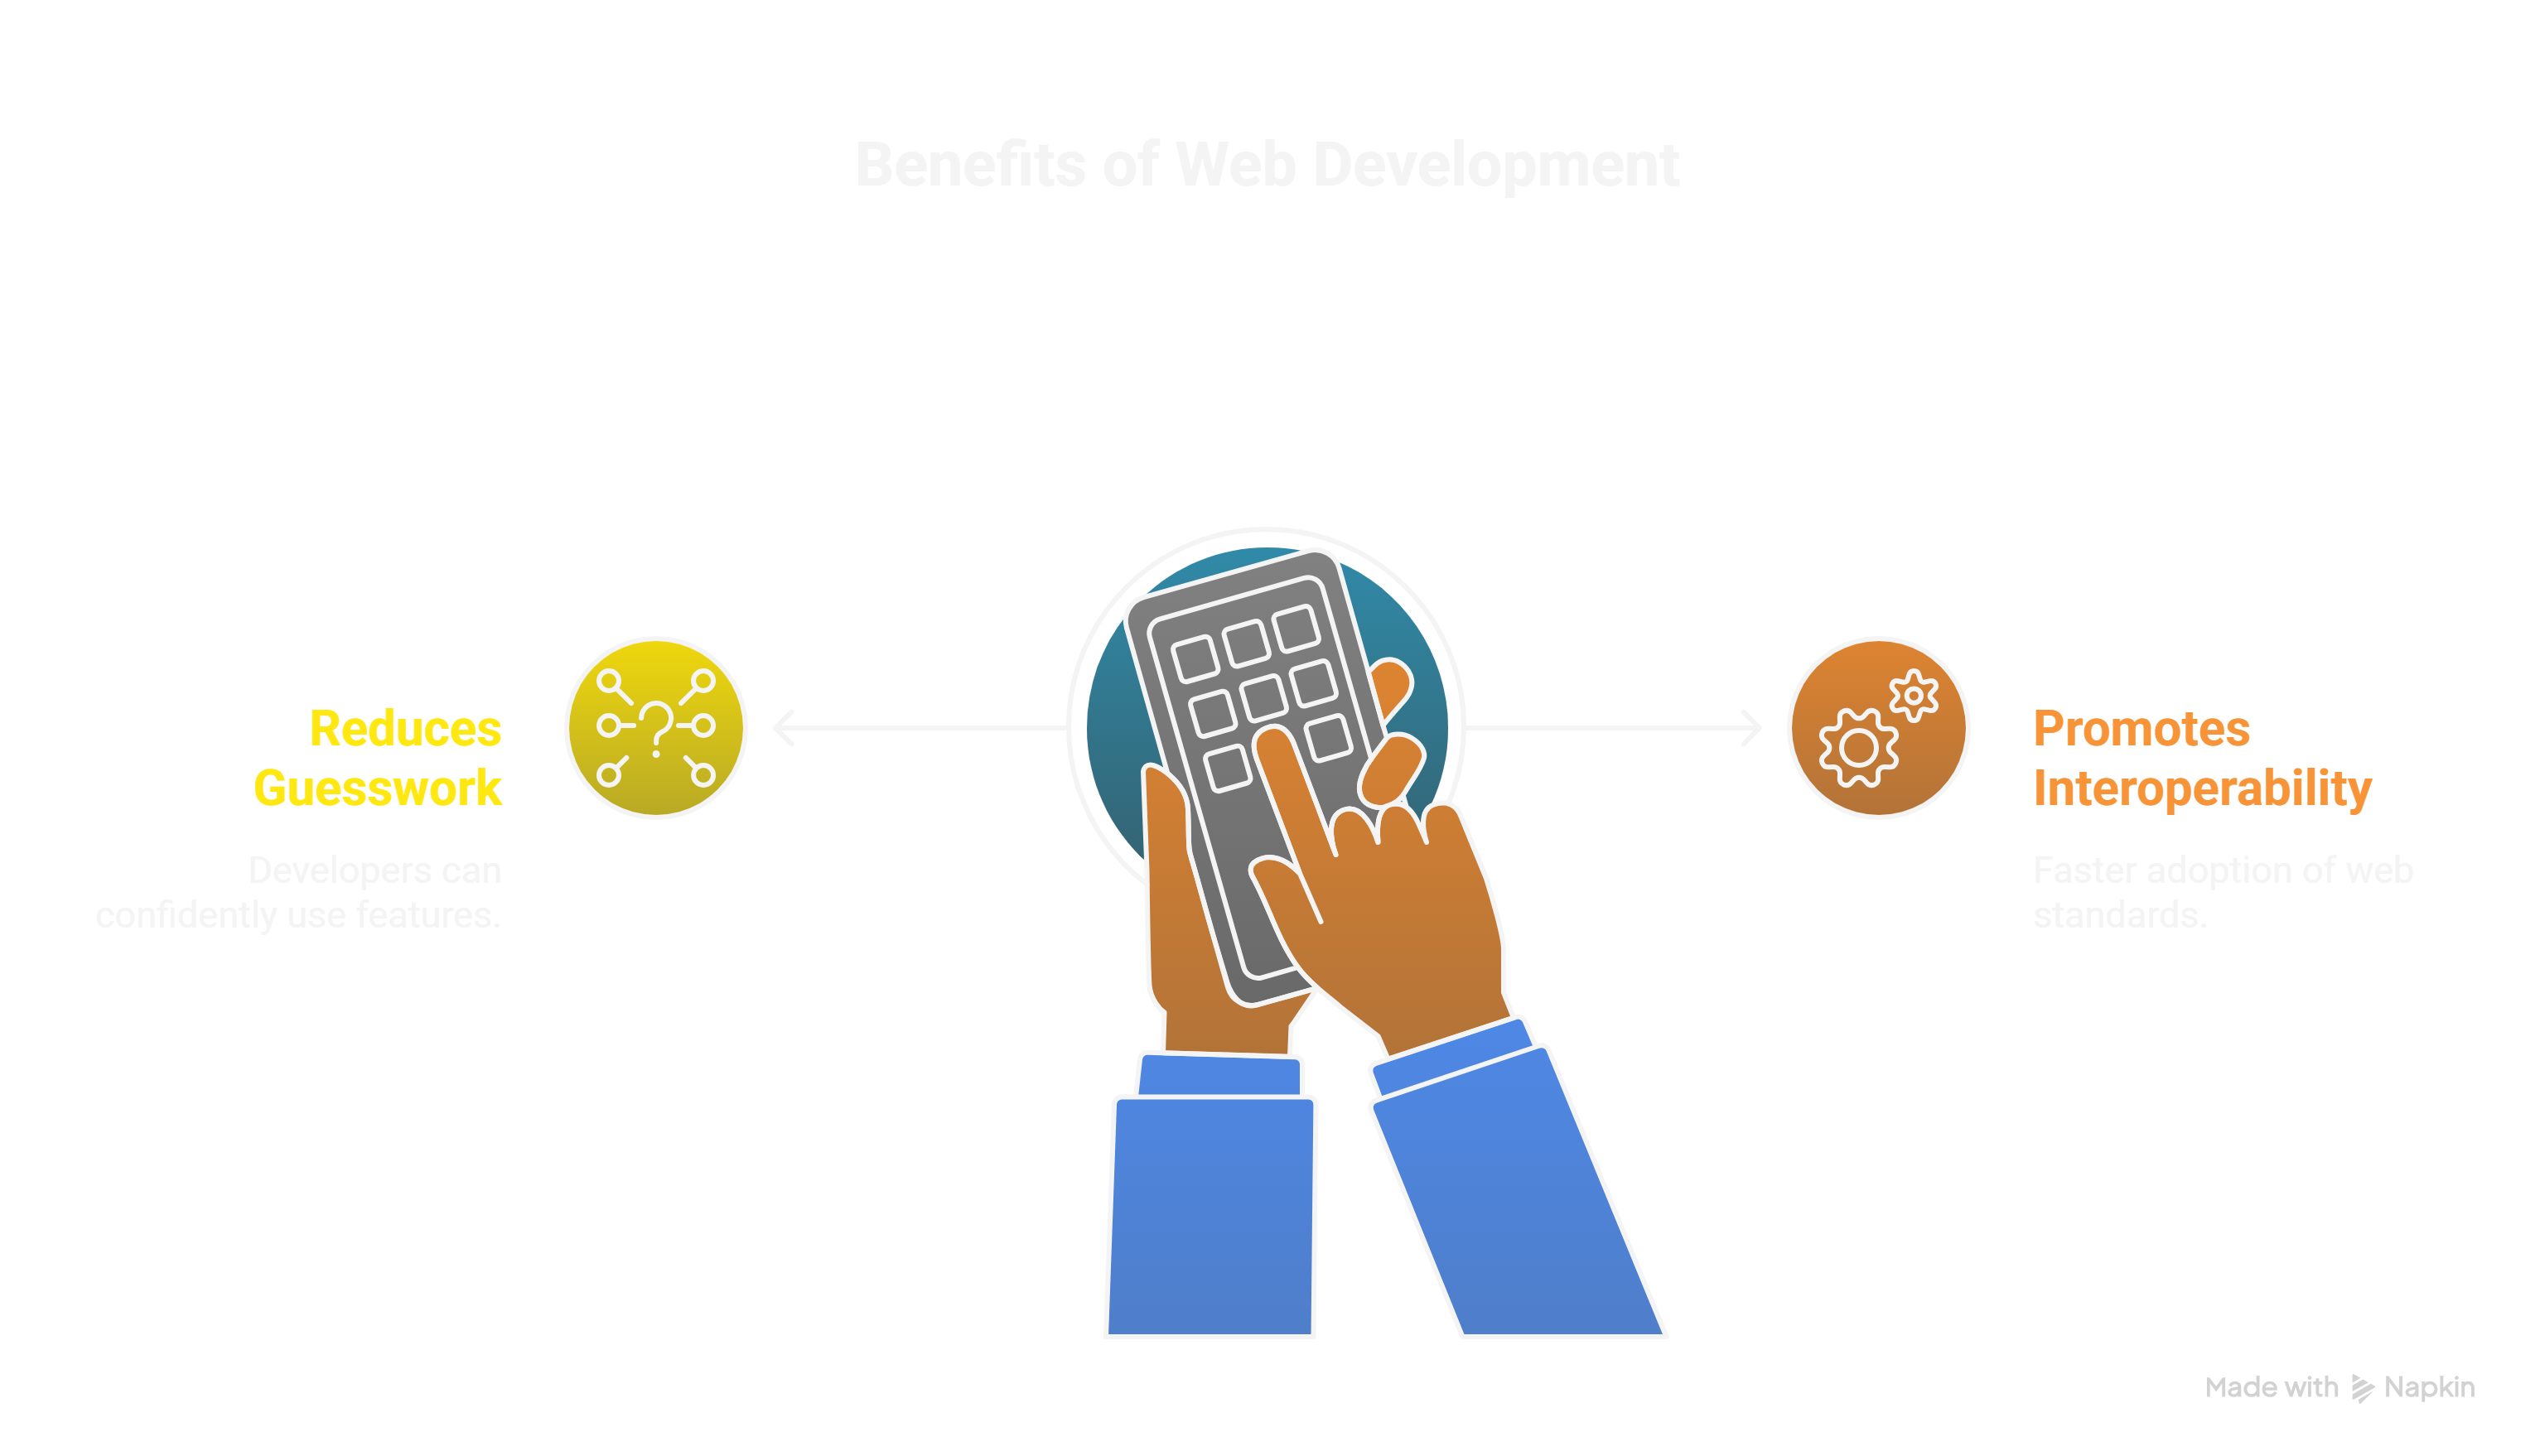 Benefits of Web Development
Reduces
Guesswork
Developers can
confidently use features.
Promotes
Interoperability
Faster adoption of web
standards.
Made with Napkin